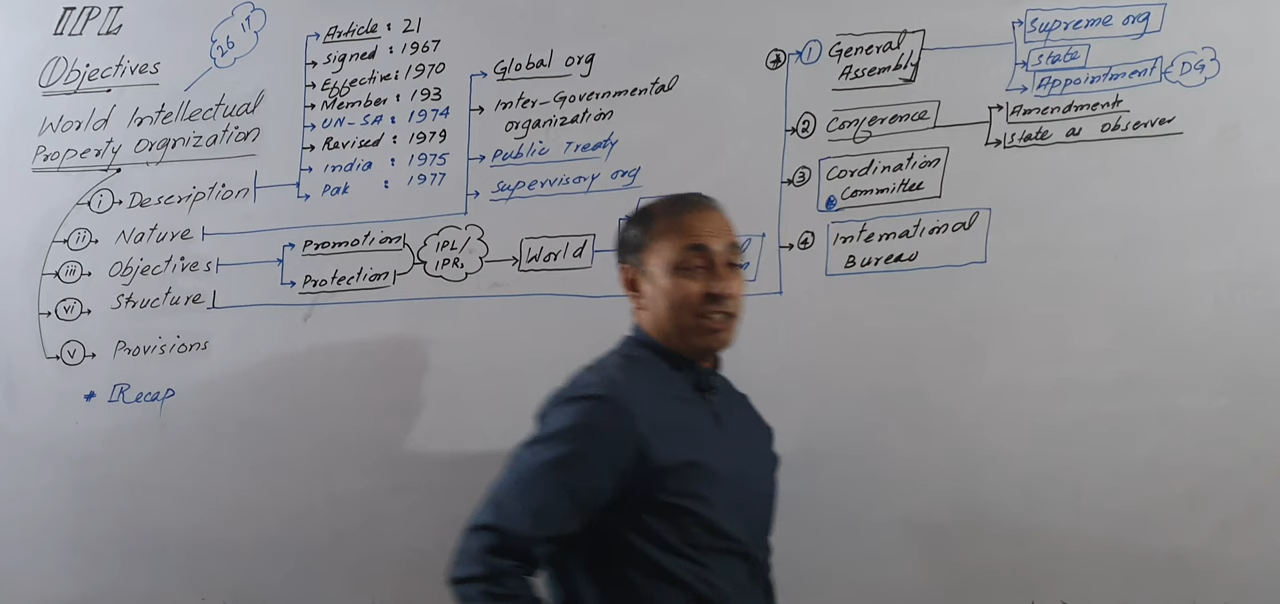 IPL
26 IT
Objectives
World Intellectual
Property Orgnization
i Description
ii Nature
iii Objectives
vi Structure
v Provisions
# Recap
Article : 21
signed : 1967
Effective : 1970
Member : 193
UN-SA : 1974
Revised : 1979
India : 1975
Pak : 1977
Global org
Inter-Governmental
organization
Public Treaty
Supervisory org
Promotion
Protection
IPL/
IPRs
World
1 General
Assembly
2 Conference
3 Cordination
Committee
4 International
Bureau
Supreme org
State
Appointment
DG
Amendment
State as Observer